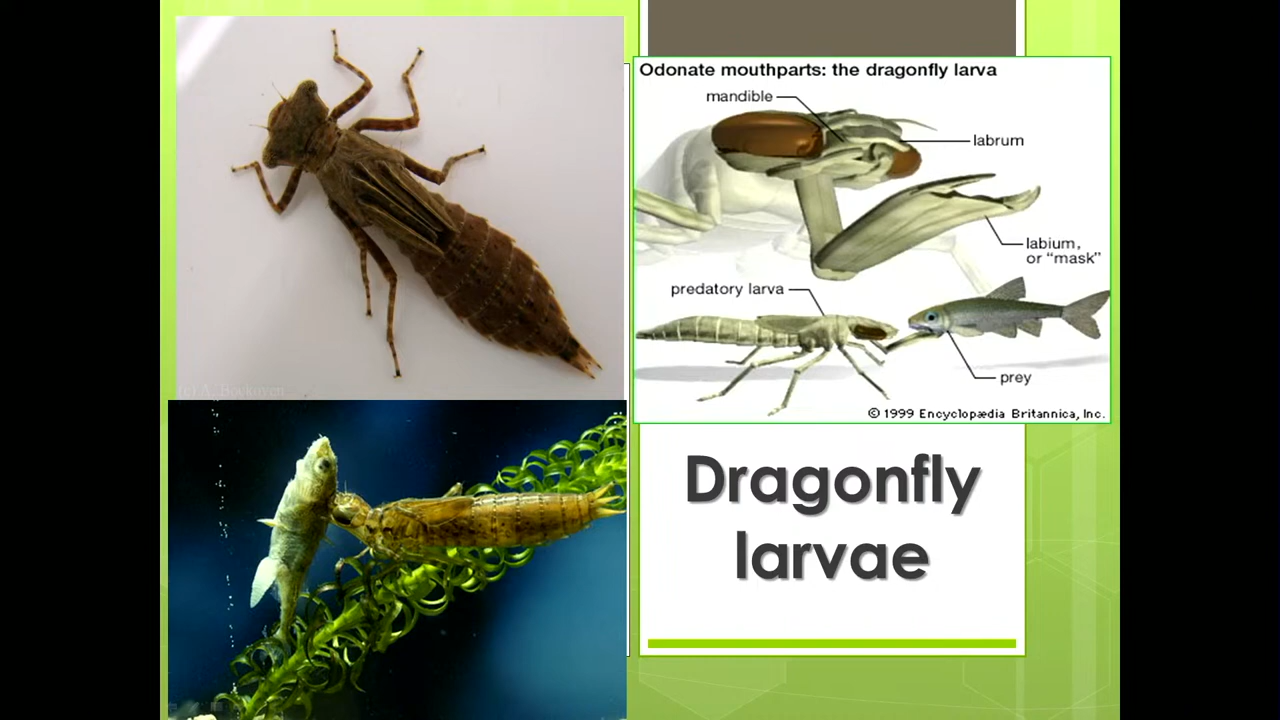 Odonate mouthparts: the dragonfly larva
mandible
labrum
labium,
or “mask”
predatory larva
prey
© 1999 Encyclopædia Britannica, Inc.
Dragonfly
larvae